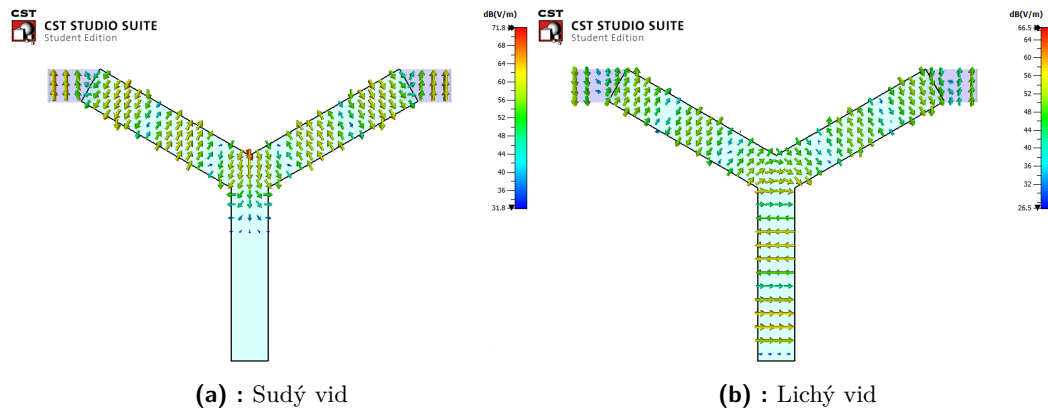 CST
CST STUDIO SUITE
Student Edition
dB(V/m)
71.8
64
60
56
52
48
44
40
36
31.8
(a) : Sudý vid
CST
CST STUDIO SUITE
Student Edition
dB(V/m)
66.5
64
60
56
52
48
44
40
36
32
26.5
(b) : Lichý vid